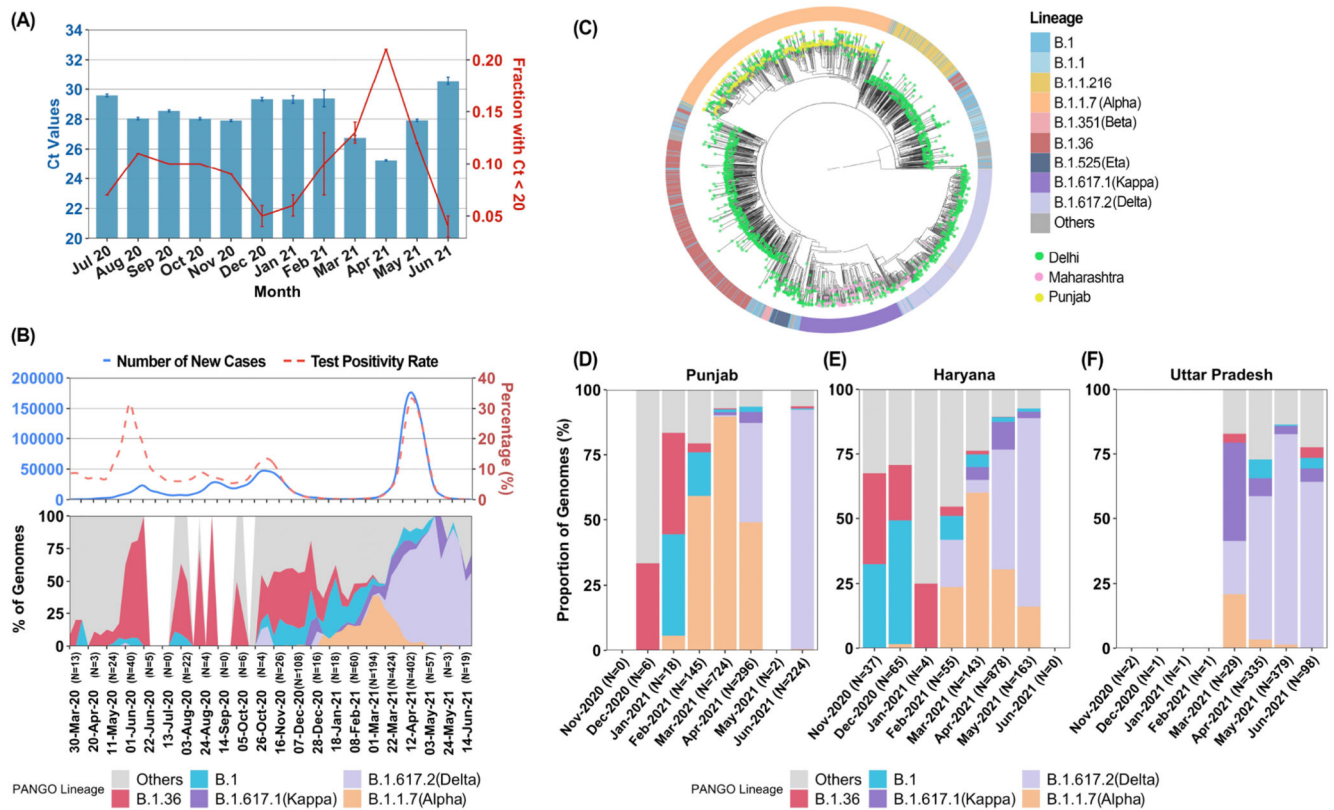 (A)
34
32
30
28
26
24
22
20
Ct Values
0.20
0.15
0.10
0.05
Fraction with Ct < 20
Jul 20
Aug 20
Sep 20
Oct 20
Nov 20
Dec 20
Jan 21
Feb 21
Mar 21
Apr 21
May 21
Jun 21
Month
(C)
Lineage
B.1
B.1.1
B.1.1.216
B.1.1.7(Alpha)
B.1.351(Beta)
B.1.36
B.1.525(Eta)
B.1.617.1(Kappa)
B.1.617.2(Delta)
Others
Delhi
Maharashtra
Punjab
(B)
Number of New Cases
Test Positivity Rate
200000
150000
100000
50000
0
40
30
20
10
0
Percentage (%)
100
75
50
25
0
% of Genomes
30-Mar-20 (N=13)
20-Apr-20 (N=3)
11-May-20 (N=24)
01-Jun-20 (N=40)
22-Jun-20 (N=5)
13-Jul-20 (N=0)
03-Aug-20 (N=22)
24-Aug-20 (N=4)
14-Sep-20 (N=0)
05-Oct-20 (N=6)
26-Oct-20 (N=4)
16-Nov-20 (N=26)
07-Dec-20 (N=108)
28-Dec-20 (N=16)
18-Jan-21 (N=18)
08-Feb-21 (N=60)
01-Mar-21 (N=194)
22-Mar-21 (N=424)
12-Apr-21 (N=402)
03-May-21 (N=57)
24-May-21 (N=3)
14-Jun-21 (N=19)
PANGO Lineage
Others
B.1
B.1.617.2(Delta)
B.1.36
B.1.617.1(Kappa)
B.1.1.7(Alpha)
(D)
Punjab
100
75
50
25
0
Proportion of Genomes (%)
Nov-2020 (N=0)
Dec-2020 (N=6)
Jan-2021 (N=18)
Feb-2021 (N=145)
Mar-2021 (N=724)
Apr-2021 (N=296)
May-2021 (N=2)
Jun-2021 (N=224)
(E)
Haryana
100
75
50
25
0
Nov-2020 (N=37)
Dec-2020 (N=65)
Jan-2021 (N=4)
Feb-2021 (N=55)
Mar-2021 (N=143)
Apr-2021 (N=878)
May-2021 (N=163)
Jun-2021 (N=0)
(F)
Uttar Pradesh
100
75
50
25
0
Nov-2020 (N=2)
Dec-2020 (N=1)
Jan-2021 (N=1)
Feb-2021 (N=1)
Mar-2021 (N=29)
Apr-2021 (N=335)
May-2021 (N=379)
Jun-2021 (N=98)
PANGO Lineage
Others
B.1
B.1.617.2(Delta)
B.1.36
B.1.617.1(Kappa)
B.1.1.7(Alpha)